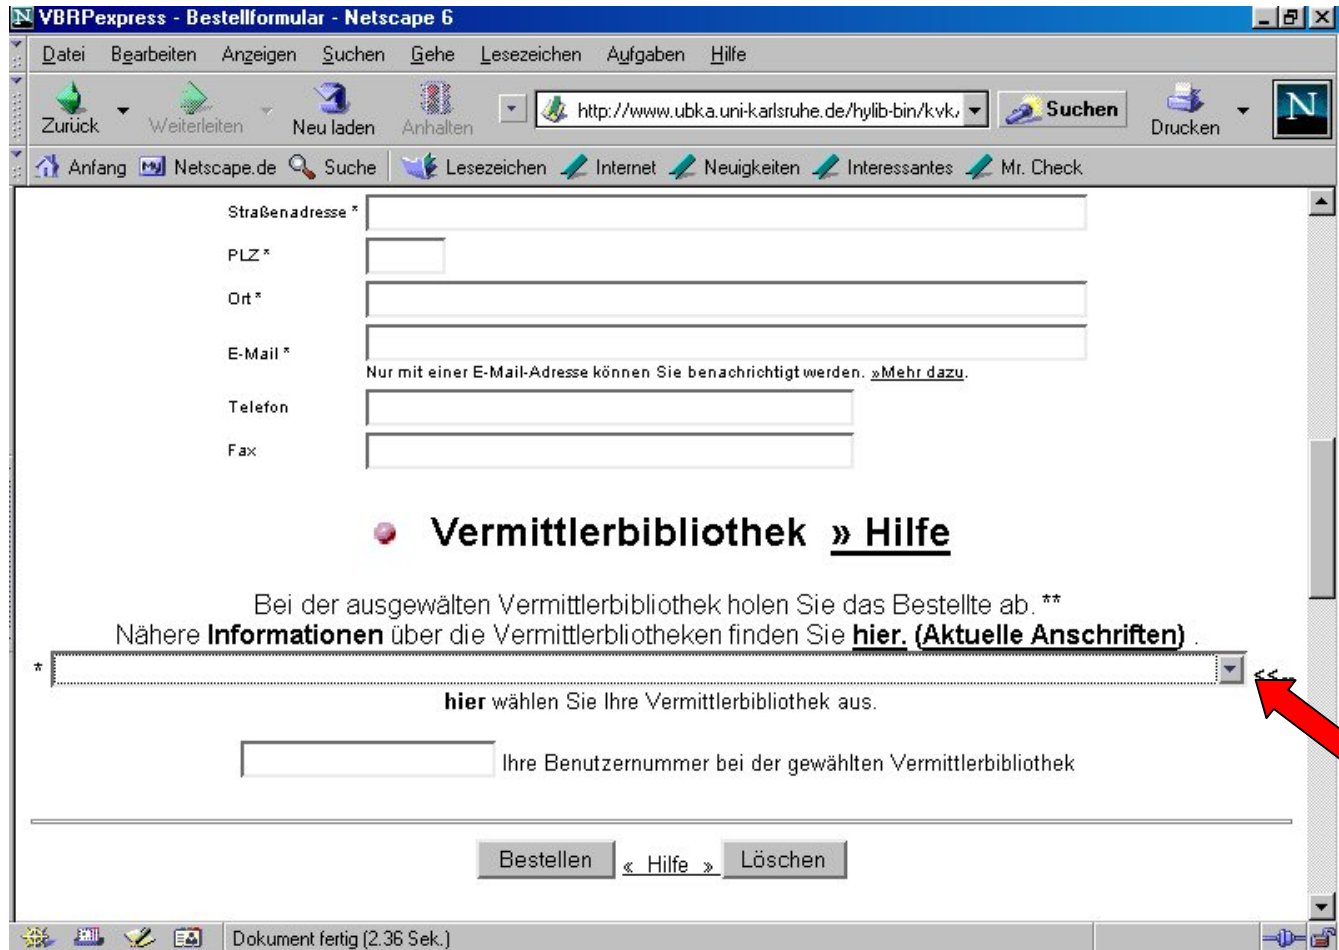 VBRPexpress - Bestellformular - Netscape 6
Datei Bearbeiten Anzeigen Suchen Gehe Lesezeichen Aufgaben Hilfe
Zurück Weiterleiten Neu laden Anhalten http://www.ubka.uni-karlsruhe.de/hylib-bin/kvk/ Suchen Drucken N
Anfang My Netscape.de Suche Lesezeichen Internet Neuigkeiten Interessantes Mr. Check
Straßenadresse *
PLZ *
Ort *
E-Mail *
Nur mit einer E-Mail-Adresse können Sie benachrichtigt werden. »Mehr dazu.
Telefon
Fax
Vermittlerbibliothek » Hilfe
Bei der ausgewälten Vermittlerbibliothek holen Sie das Bestellte ab. **
Nähere Informationen über die Vermittlerbliotheken finden Sie hier. (Aktuelle Anschriften) .
* <<--
hier wählen Sie Ihre Vermittlerbibliothek aus.
Ihre Benutzernummer bei der gewählten Vermittlerbibliothek
Bestellen « Hilfe » Löschen
Dokument fertig (2.36 Sek.)